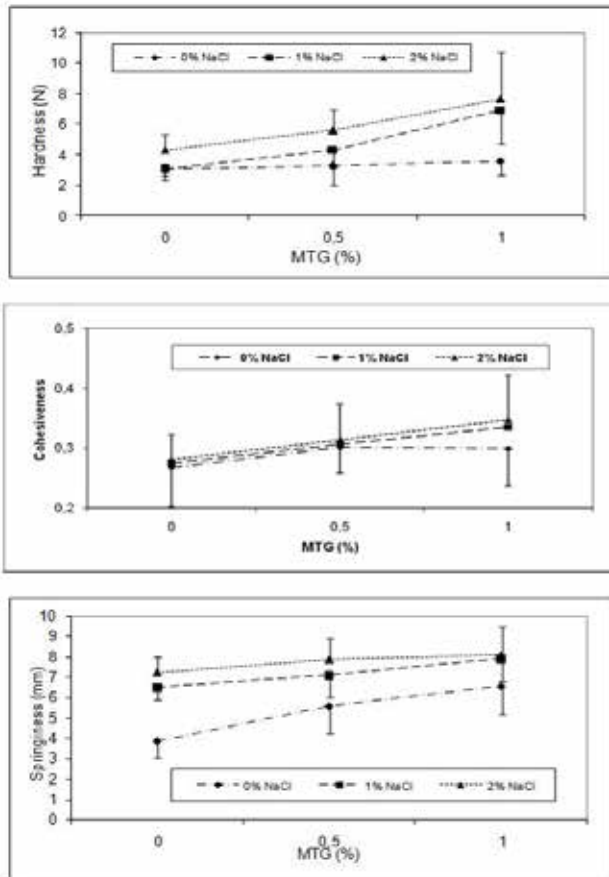 12
10
8
6
4
2
0
Hardness (N)
0% NaCl 1% NaCl 2% NaCl
0 0.5 1
MTG (%)
0.5
0.4
0.3
0.2
Cohesiveness
0% NaCl 1% NaCl 2% NaCl
0 0.5 1
MTG (%)
10
9
8
7
6
5
4
3
2
1
0
Springiness (mm)
0% NaCl 1% NaCl 2% NaCl
0 0.5 1
MTG (%)